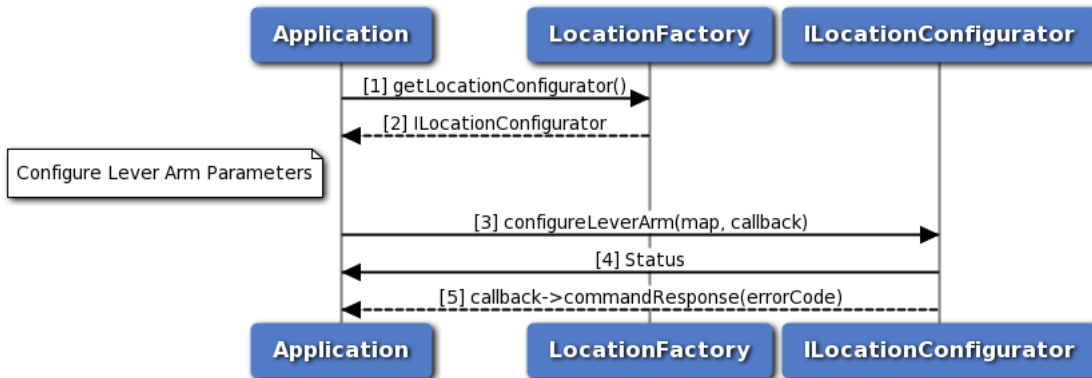 Application
LocationFactory
ILocationConfigurator
[1] getLocationConfigurator()
[2] ILocationConfigurator
Configure Lever Arm Parameters
[3] configureLeverArm(map, callback)
[4] Status
[5] callback->commandResponse(errorCode)
Application
LocationFactory
ILocationConfigurator